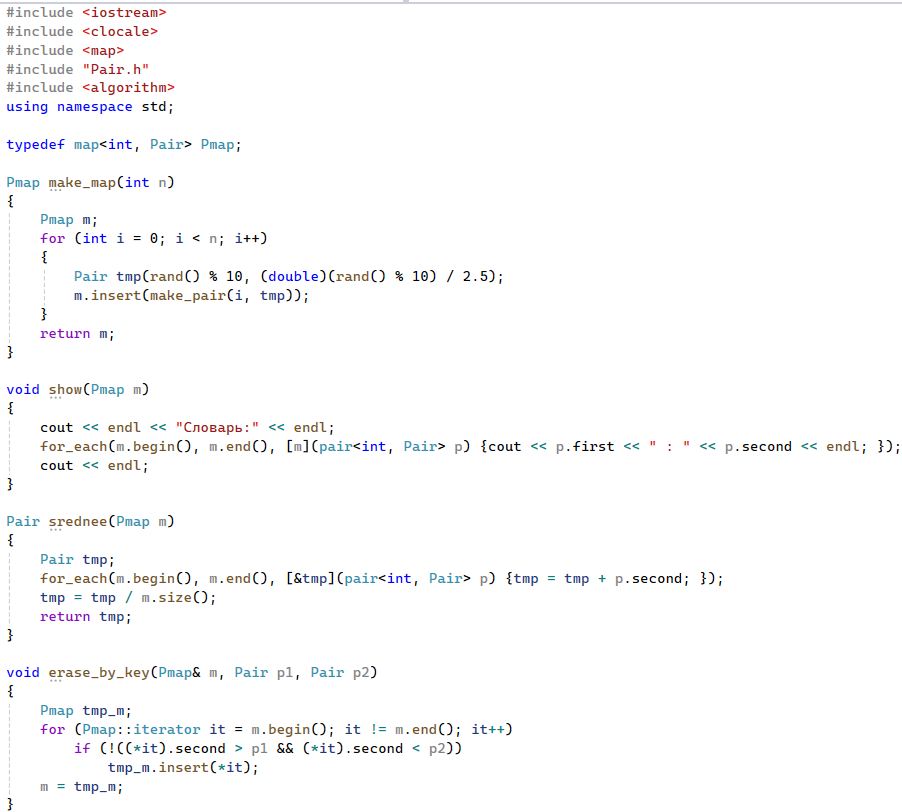 #include <iostream>
#include <clocale>
#include <map>
#include "Pair.h"
#include <algorithm>
using namespace std;

typedef map<int, Pair> Pmap;

Pmap make_map(int n)
{
    Pmap m;
    for (int i = 0; i < n; i++)
    {
        Pair tmp(rand() % 10, (double)(rand() % 10) / 2.5);
        m.insert(make_pair(i, tmp));
    }
    return m;
}

void show(Pmap m)
{
    cout << endl << "Словарь:" << endl;
    for_each(m.begin(), m.end(), [m](pair<int, Pair> p) {cout << p.first << " : " << p.second << endl; });
    cout << endl;
}

Pair srednee(Pmap m)
{
    Pair tmp;
    for_each(m.begin(), m.end(), [&tmp](pair<int, Pair> p) {tmp = tmp + p.second; });
    tmp = tmp / m.size();
    return tmp;
}

void erase_by_key(Pmap& m, Pair p1, Pair p2)
{
    Pmap tmp_m;
    for (Pmap::iterator it = m.begin(); it != m.end(); it++)
        if (!((*it).second > p1 && (*it).second < p2))
            tmp_m.insert(*it);
    m = tmp_m;
}